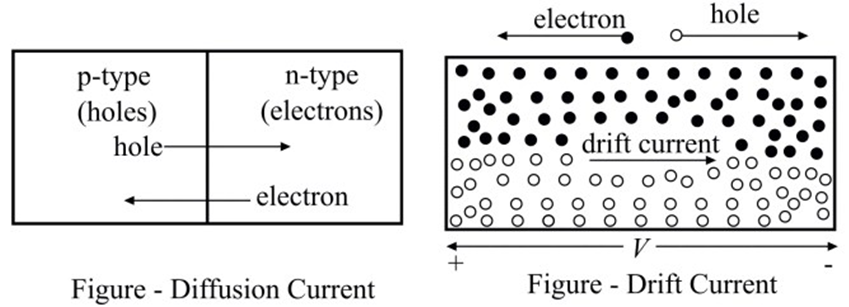 p-type
(holes)
n-type
(electrons)
hole
electron
Figure - Diffusion Current
electron
hole
drift current
V
+
-
Figure - Drift Current